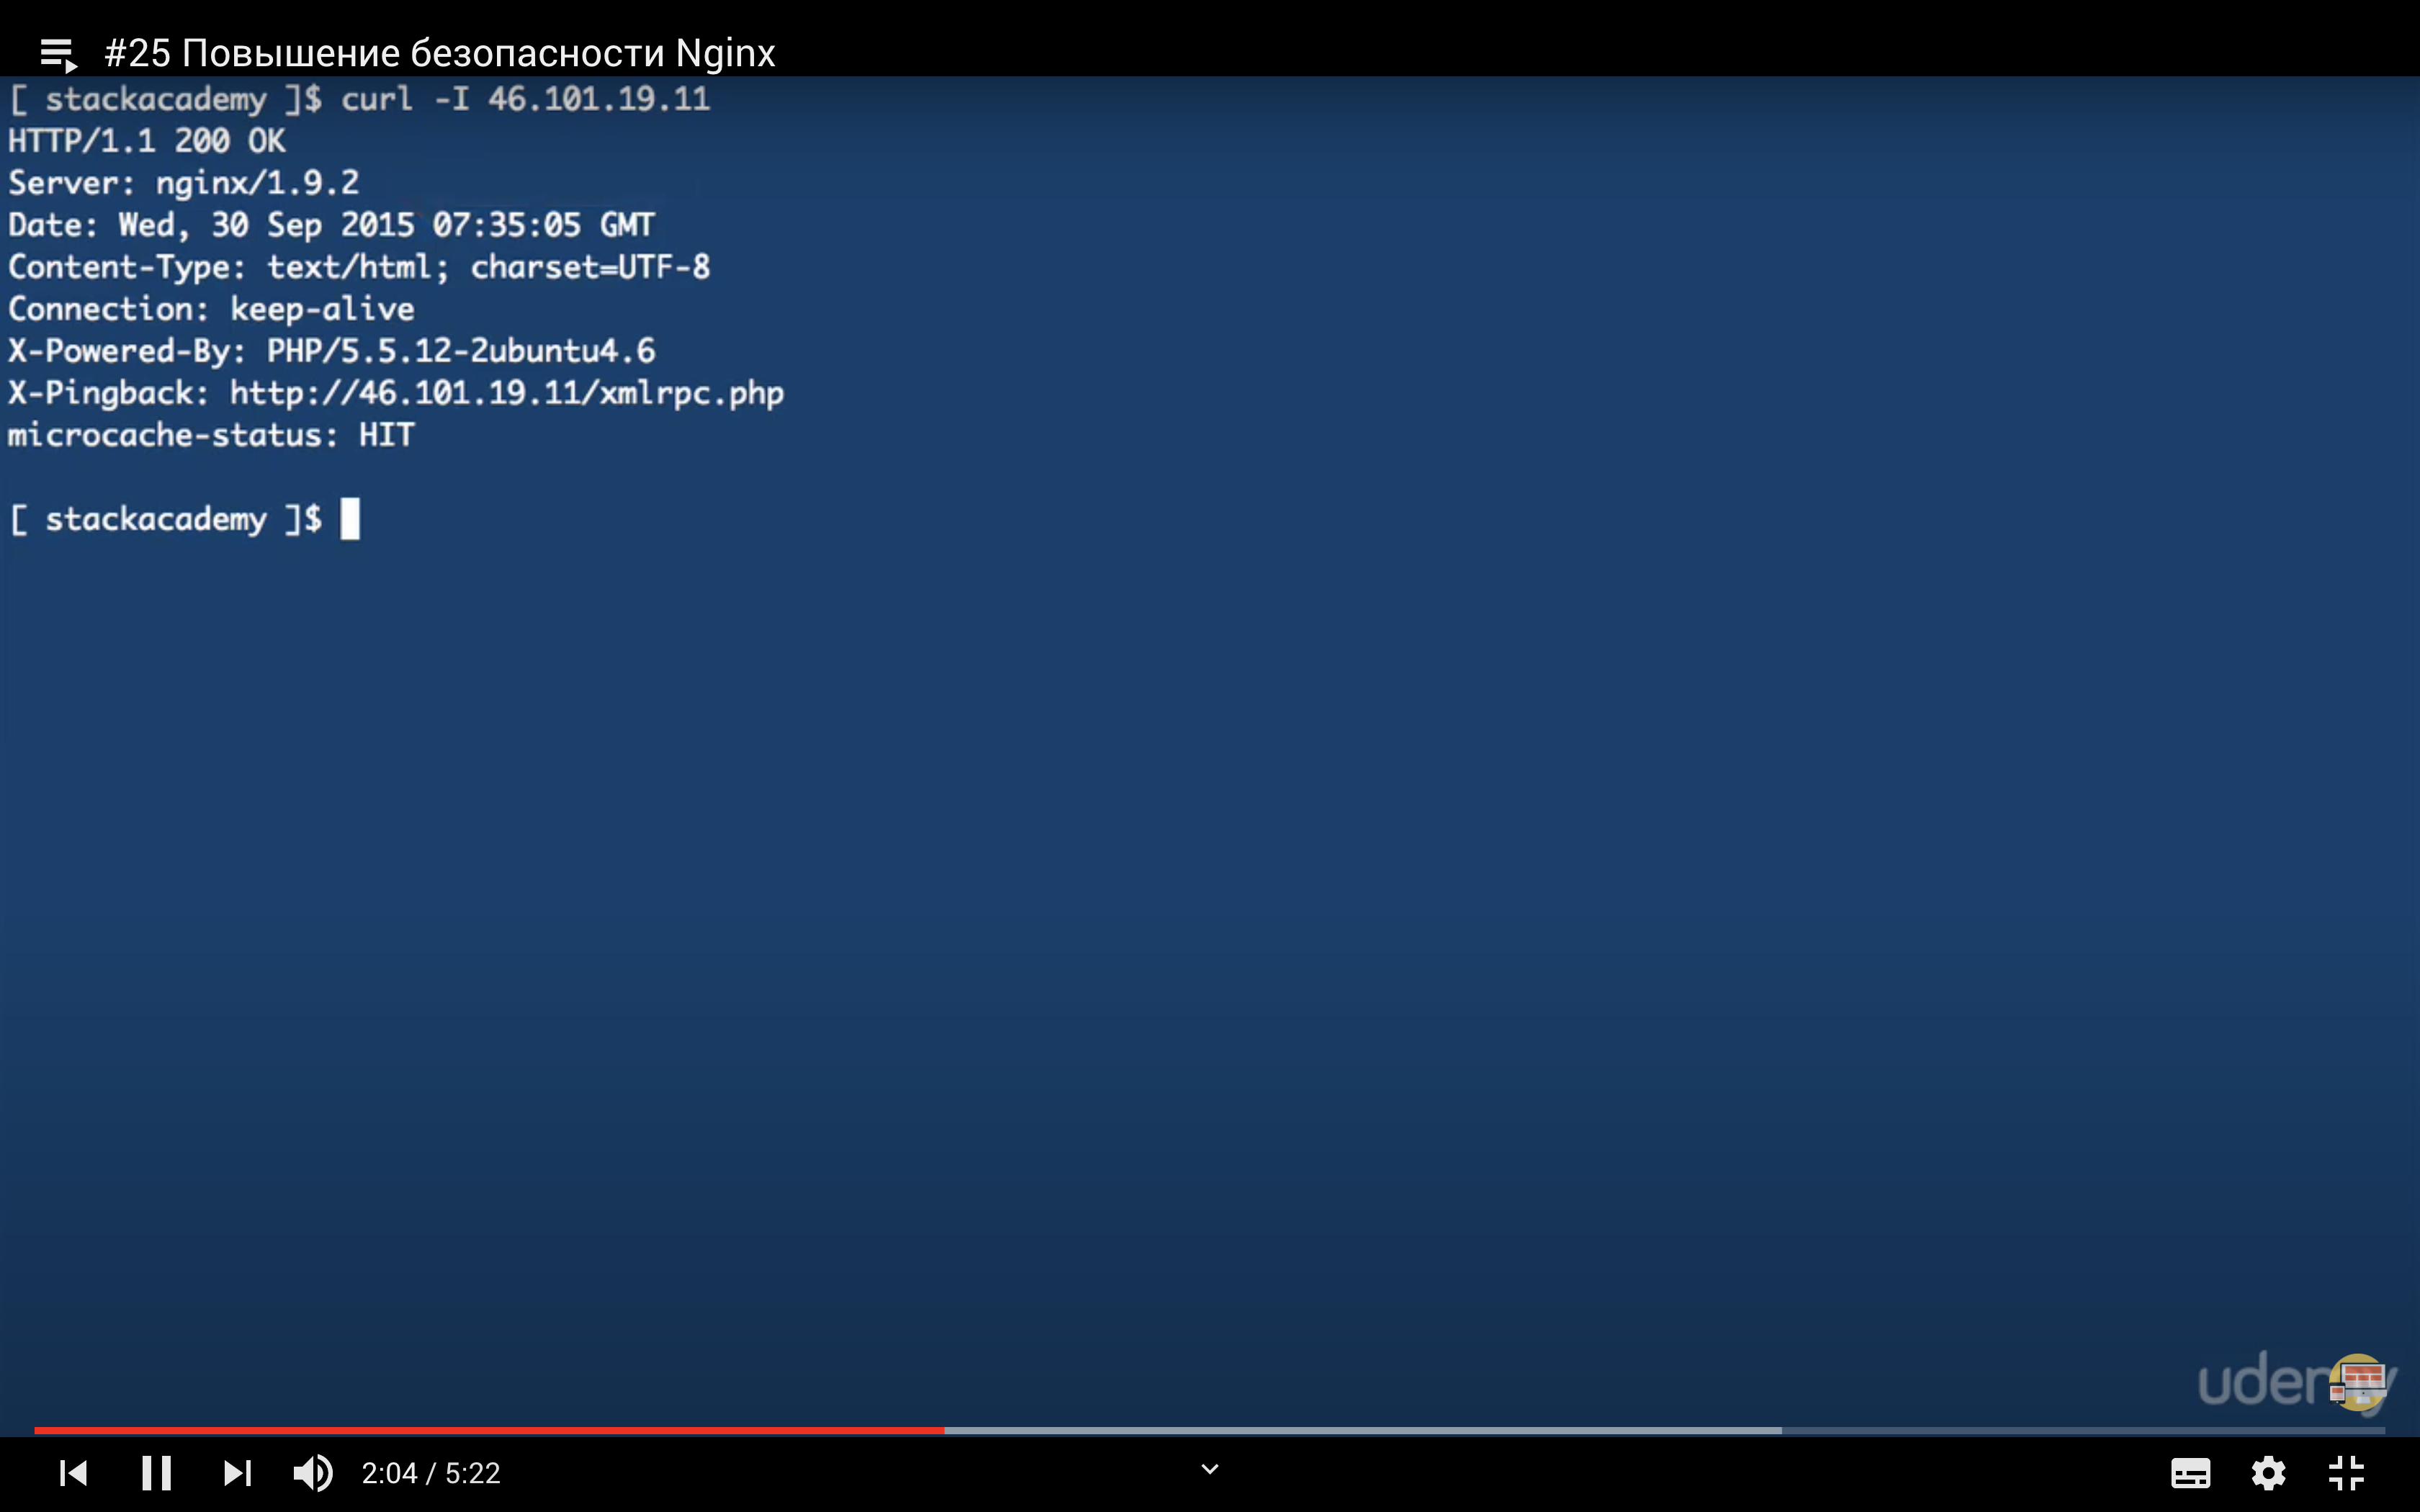 #25 Повышение безопасности Nginx
[ stackacademy ]$ curl -I 46.101.19.11
HTTP/1.1 200 OK
Server: nginx/1.9.2
Date: Wed, 30 Sep 2015 07:35:05 GMT
Content-Type: text/html; charset=UTF-8
Connection: keep-alive
X-Powered-By: PHP/5.5.12-2ubuntu4.6
X-Pingback: http://46.101.19.11/xmlrpc.php
microcache-status: HIT
[ stackacademy ]$
udemy
2:04 / 5:22